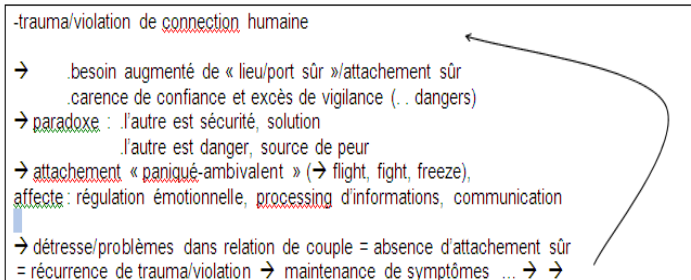 -trauma/violation de connection humaine
→ .besoin augmenté de « lieu/port sûr »/attachement sûr
.carence de confiance et excès de vigilance (. . dangers)
→ paradoxe : .l'autre est sécurité, solution
.l'autre est danger, source de peur
→ attachement « paniqué-ambivalent » (→ flight, fight, freeze),
affecte : régulation émotionnelle, processing d'informations, communication
→ détresse/problèmes dans relation de couple = absence d'attachement sûr
= récurrence de trauma/violation → maintenance de symptômes ... → →